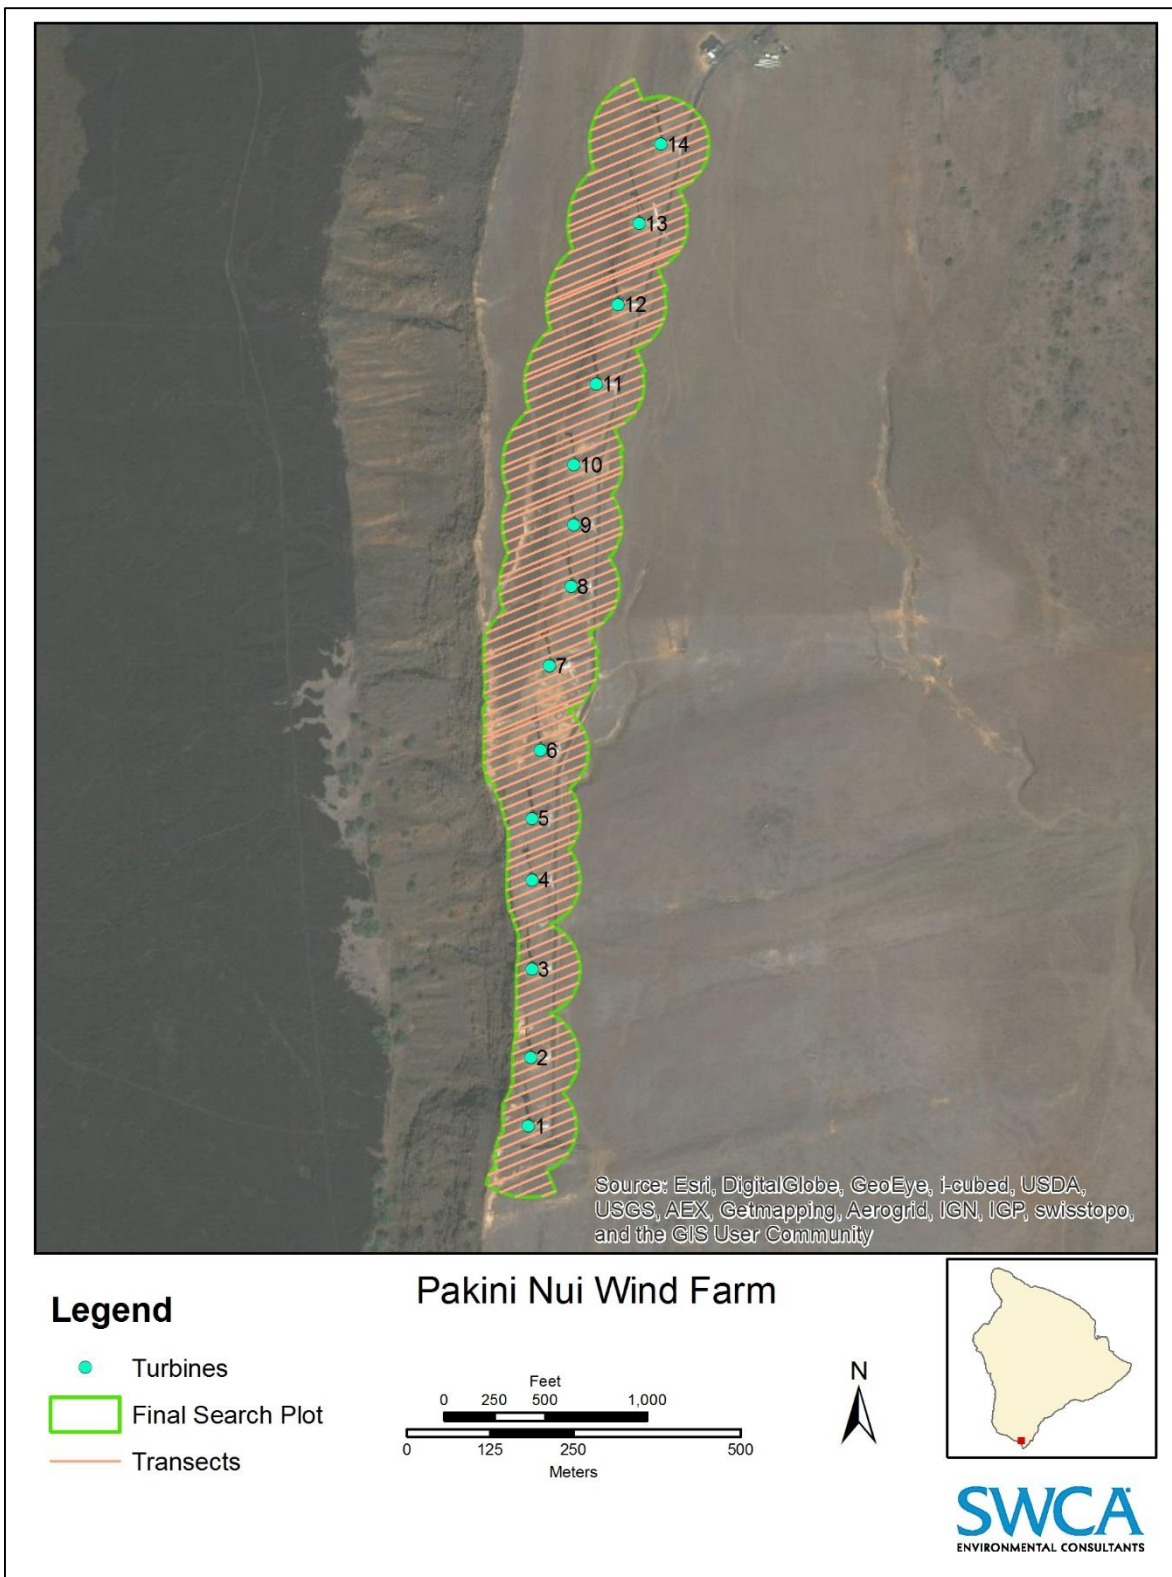 14
13
12
11
10
9
8
7
6
5
4
3
2
1
Source: Esri, DigitalGlobe, GeoEye, i-cubed, USDA,
USGS, AEX, Getmapping, Aerogrid, IGN, IGP, swisstopo,
and the GIS User Community
Pakini Nui Wind Farm
Legend
Turbines
Final Search Plot
Transects
Feet
0 250 500 1,000
0 125 250 500
Meters
N
SWCA
ENVIRONMENTAL CONSULTANTS